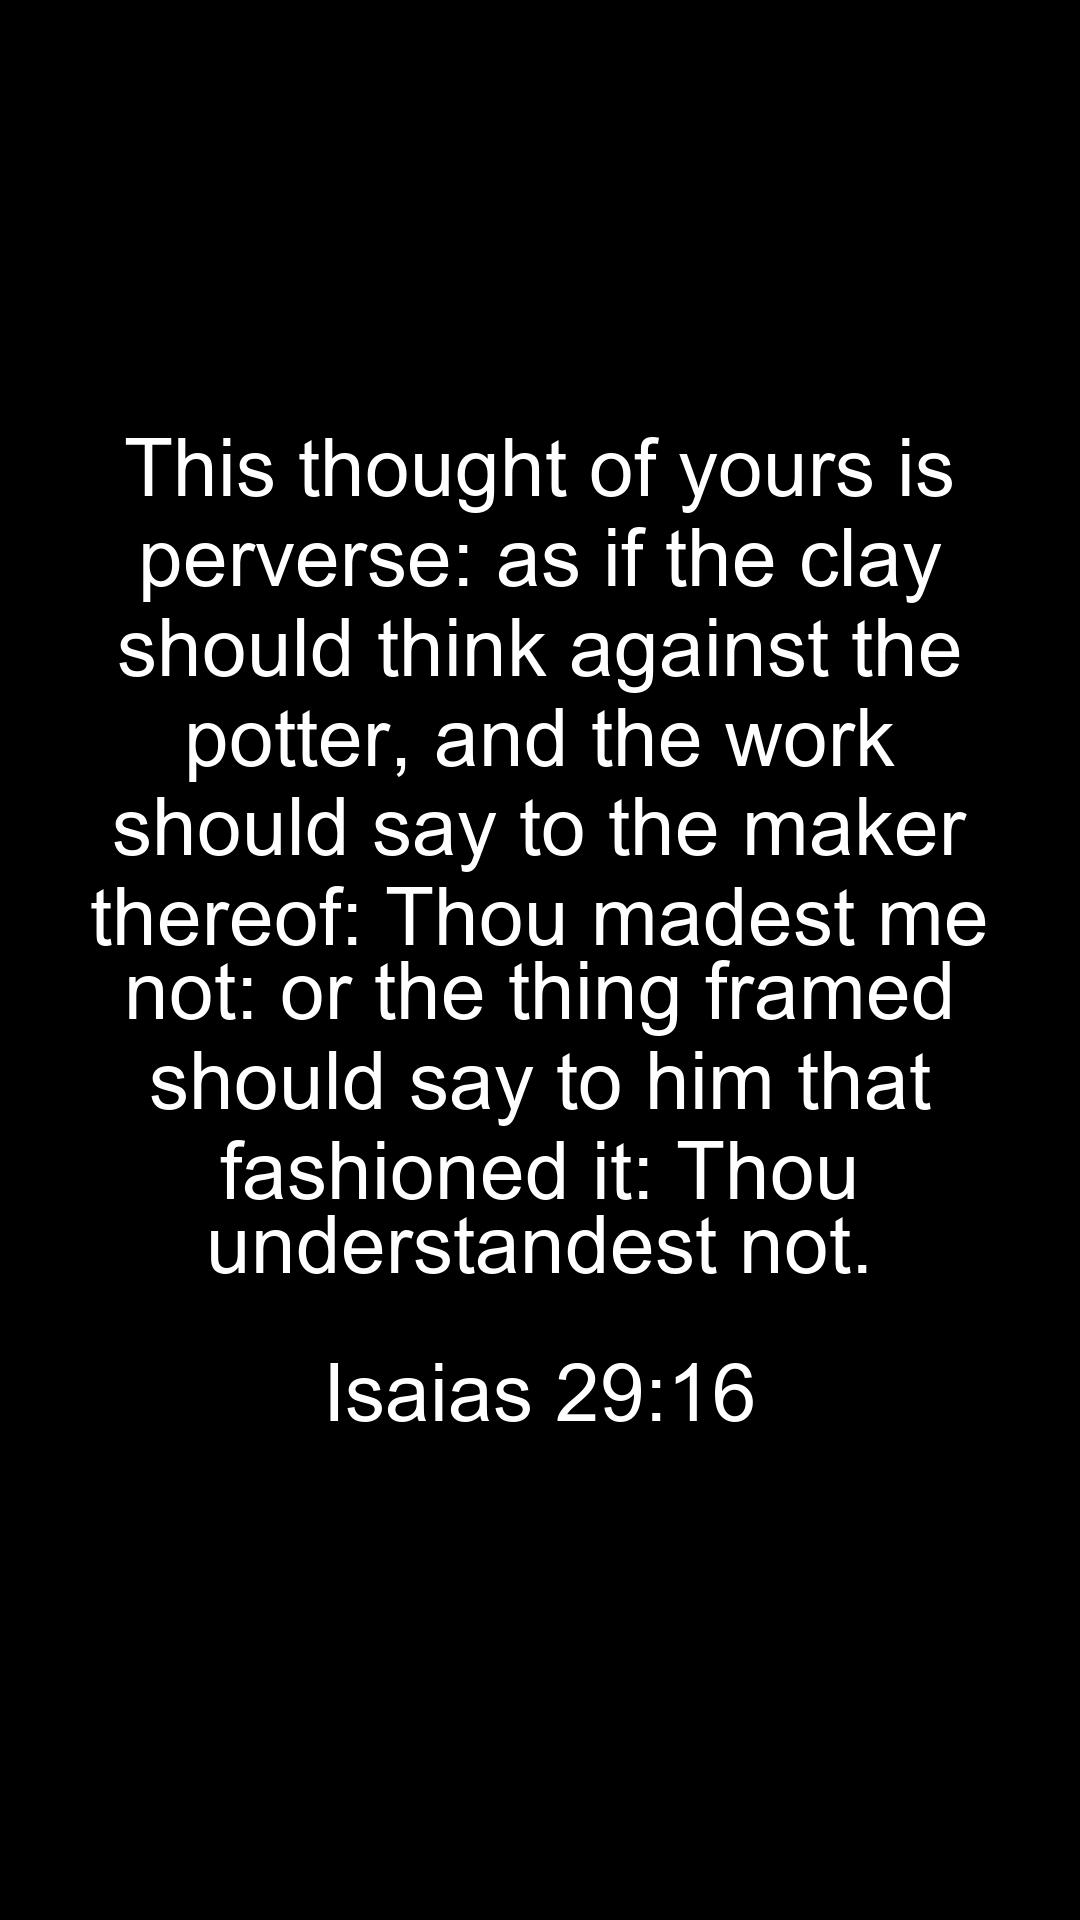 This thought of yours is
perverse: as if the clay
should think against the
potter, and the work
should say to the maker
thereof: Thou madest me
not: or the thing framed
should say to him that
fashioned it: Thou
understandest not.
Isaias 29:16